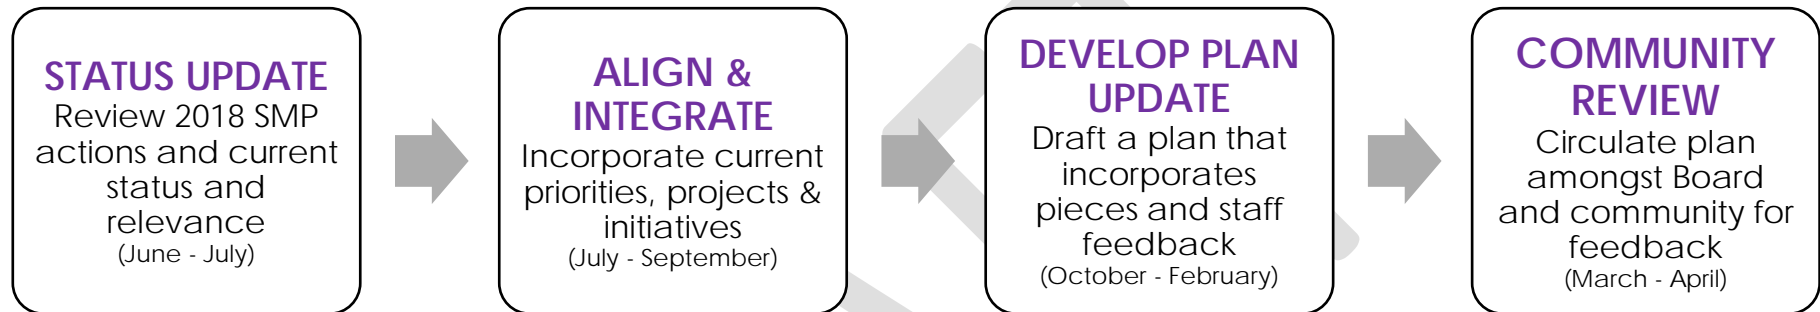 STATUS UPDATE
Review 2018 SMP
actions and current
status and
relevance
(June - July)
ALIGN &
INTEGRATE
Incorporate current
priorities, projects &
initiatives
(July - September)
DEVELOP PLAN
UPDATE
Draft a plan that
incorporates
pieces and staff
feedback
(October - February)
COMMUNITY
REVIEW
Circulate plan
amongst Board
and community for
feedback
(March - April)